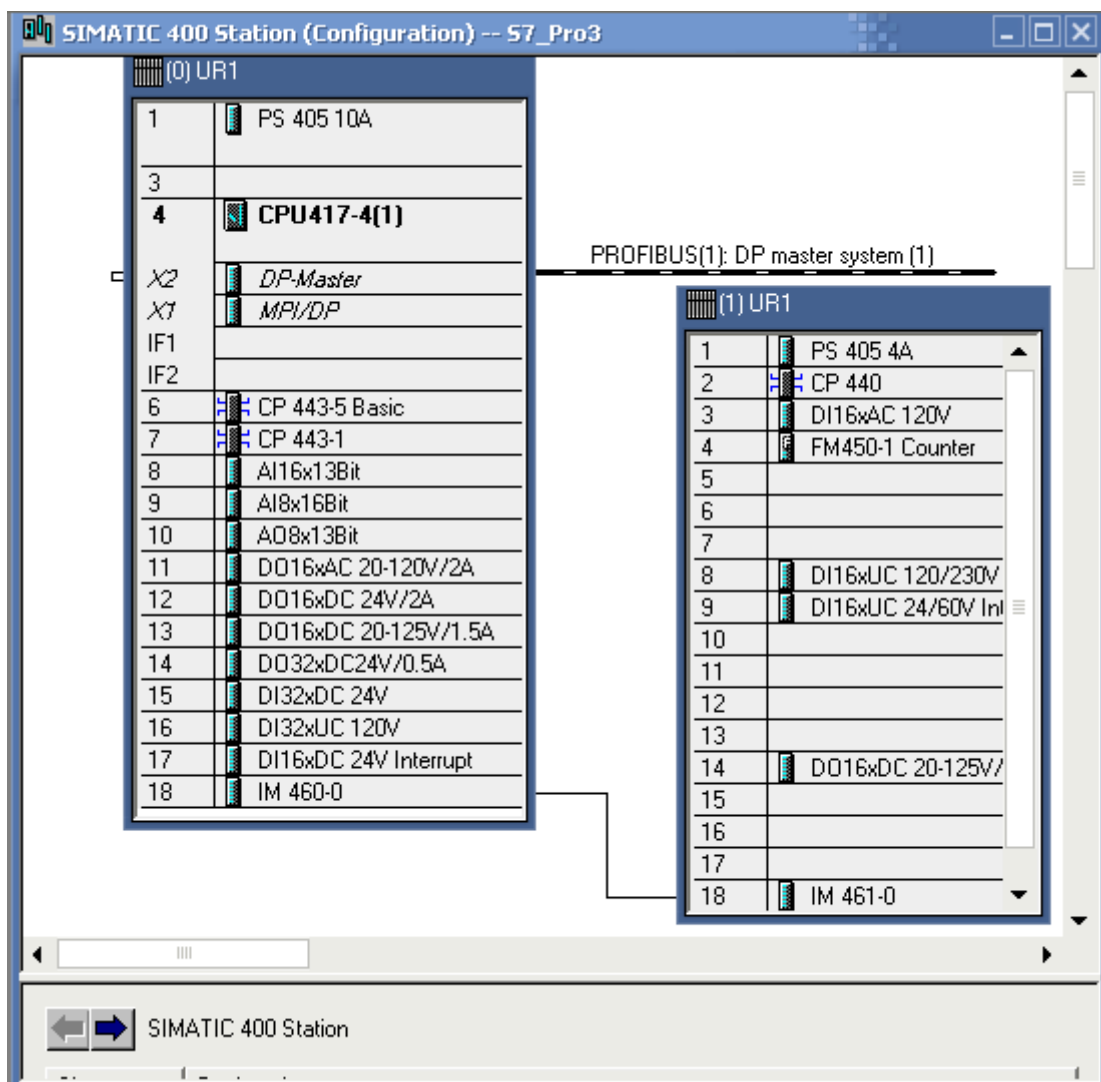 SIMATIC 400 Station (Configuration) -- S7_Pro3
(0) UR1
1 PS 405 10A
3
4 CPU417-4(1)
X2 DP-Master
X1 MPI/DP
IF1
IF2
6 CP 443-5 Basic
7 CP 443-1
8 AI16x13Bit
9 AI8x16Bit
10 AO8x13Bit
11 DO16xAC 20-120V/2A
12 DO16xDC 24V/2A
13 DO16xDC 20-125V/1.5A
14 DO32xDC24V/0.5A
15 DI32xDC 24V
16 DI32xUC 120V
17 DI16xDC 24V Interrupt
18 IM 460-0
PROFIBUS(1): DP master system (1)
(1) UR1
1 PS 405 4A
2 CP 440
3 DI16xAC 120V
4 FM450-1 Counter
5
6
7
8 DI16xUC 120/230V
9 DI16xUC 24/60V In
10
11
12
13
14 DO16xDC 20-125V/
15
16
17
18 IM 461-0
SIMATIC 400 Station